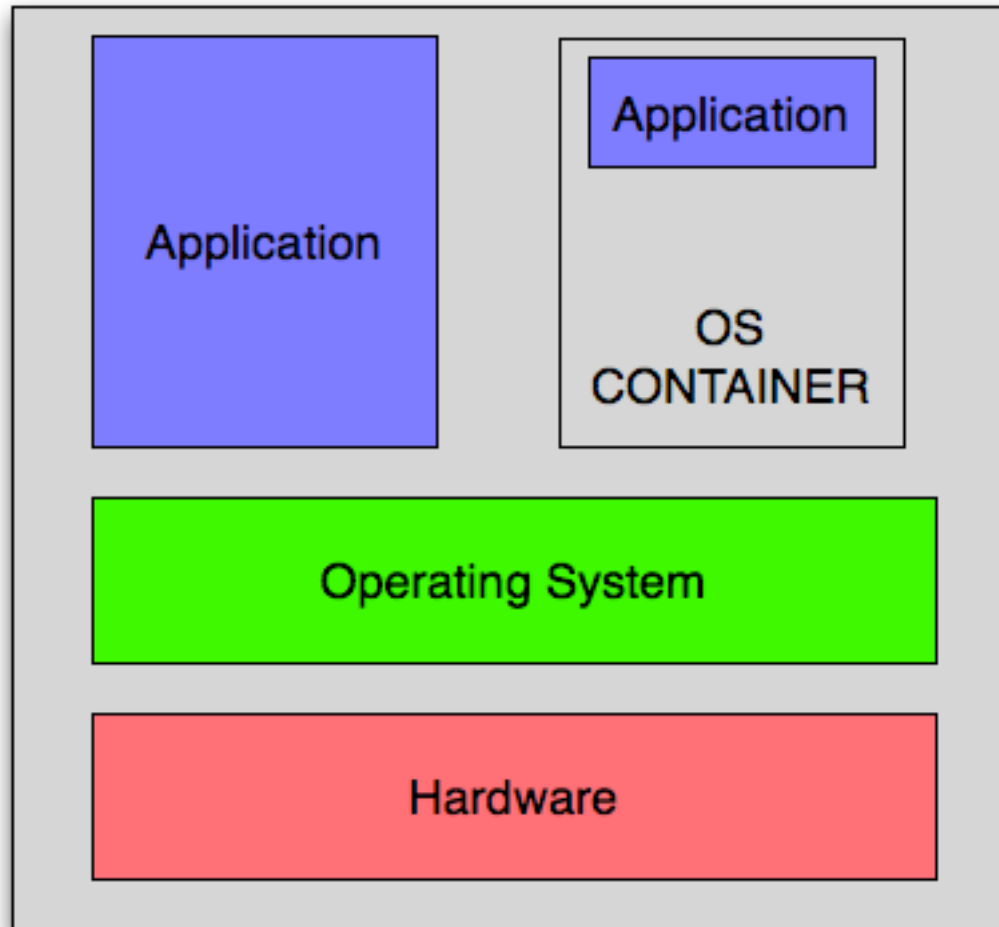 Application
Application
OS
CONTAINER
Operating System
Hardware